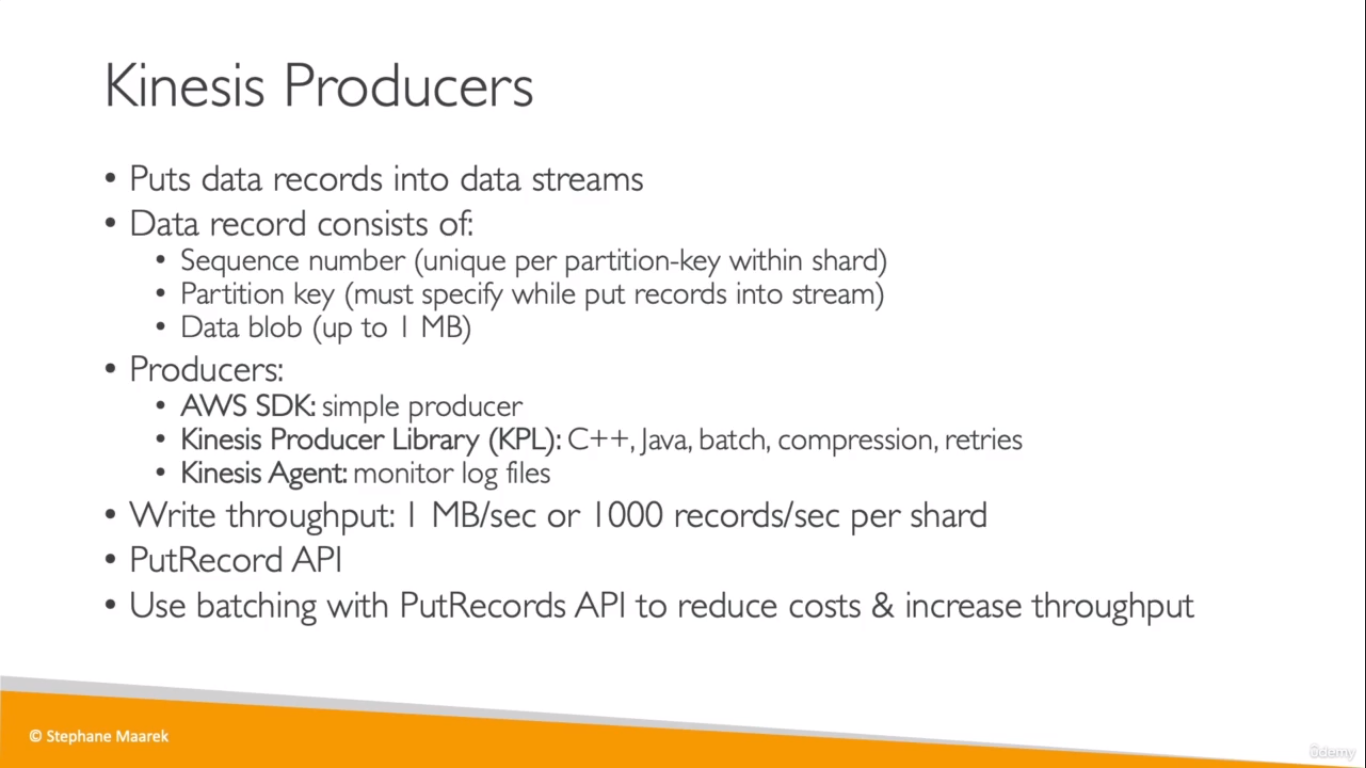 Kinesis Producers
• Puts data records into data streams
• Data record consists of:
• Sequence number (unique per partition-key within shard)
• Partition key (must specify while put records into stream)
• Data blob (up to 1 MB)
• Producers:
• AWS SDK: simple producer
• Kinesis Producer Library (KPL): C++, Java, batch, compression, retries
• Kinesis Agent: monitor log files
• Write throughput: 1 MB/sec or 1000 records/sec per shard
• PutRecord API
• Use batching with PutRecords API to reduce costs & increase throughput
© Stephane Maarek
ûdemy